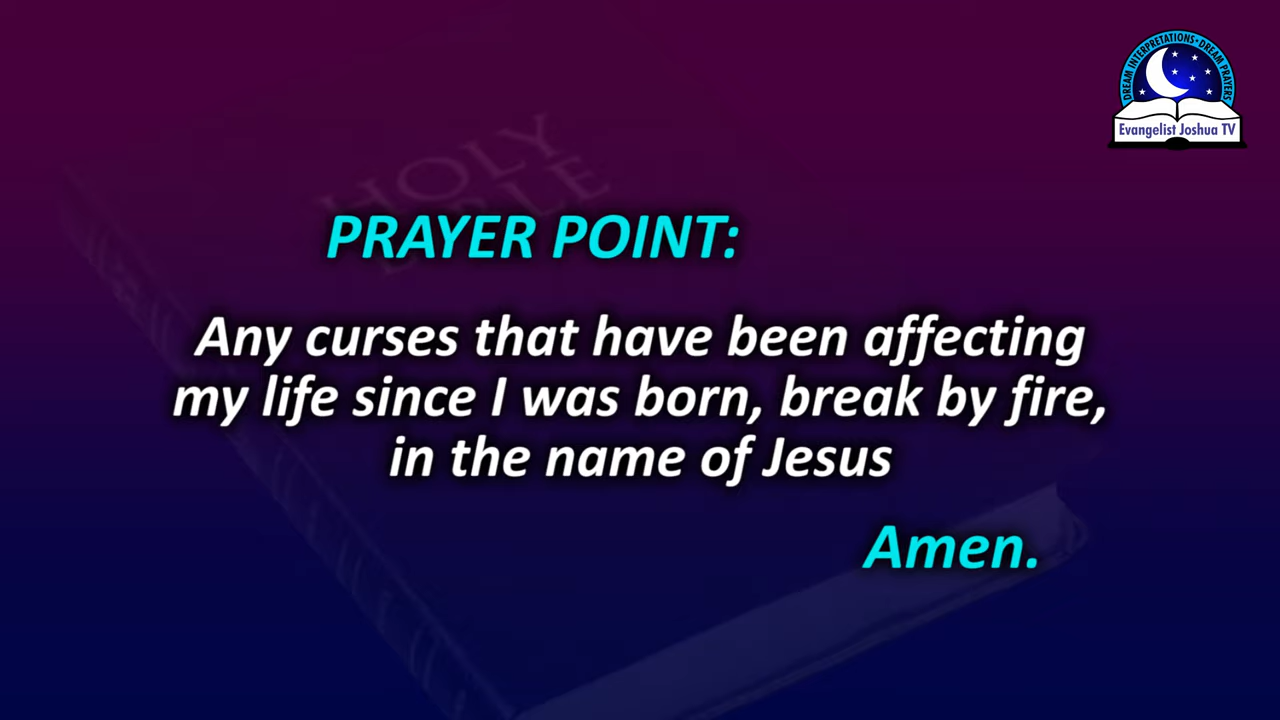 DREAM INTERPRETATIONS • DREAM PRAYERS
Evangelist Joshua TV
HOLY
BIBLE
PRAYER POINT:
Any curses that have been affecting
my life since I was born, break by fire,
in the name of Jesus
Amen.